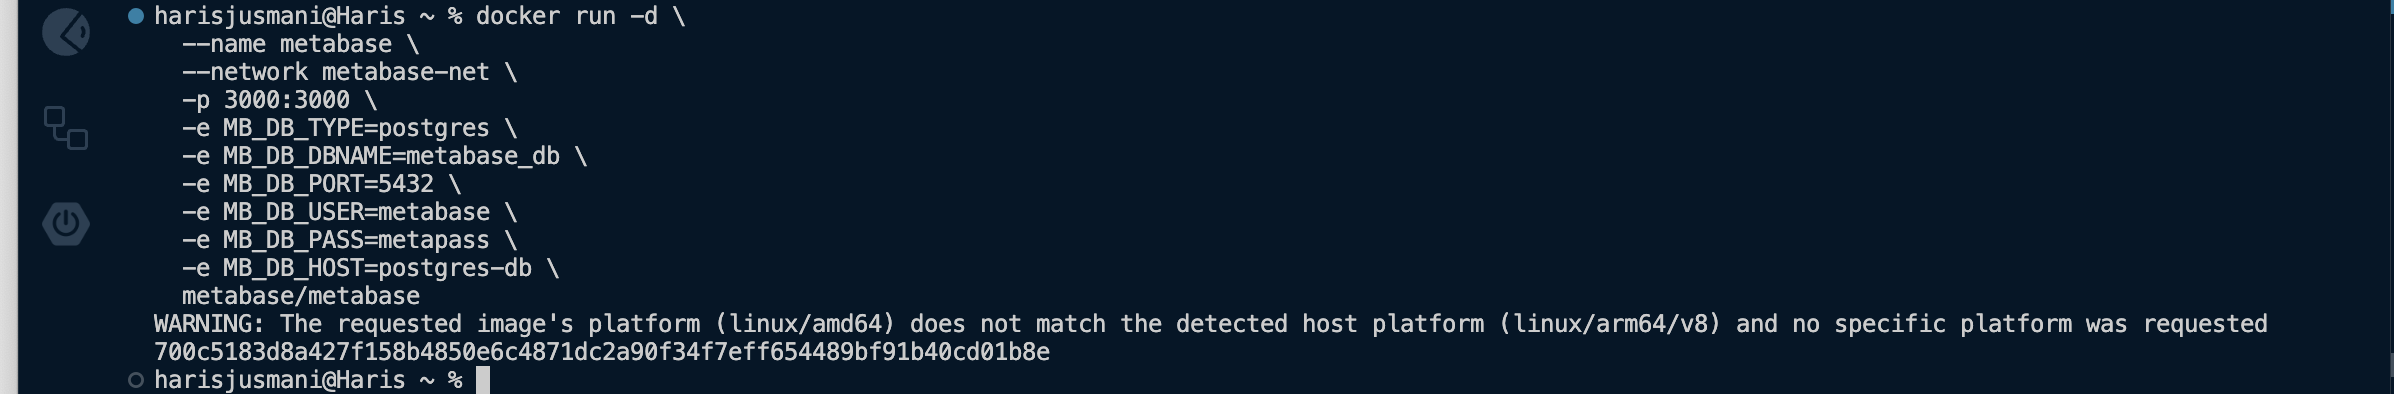 harisjusmani@Haris ~ % docker run -d \
--name metabase \
--network metabase-net \
-p 3000:3000 \
-e MB_DB_TYPE=postgres \
-e MB_DB_DBNAME=metabase_db \
-e MB_DB_PORT=5432 \
-e MB_DB_USER=metabase \
-e MB_DB_PASS=metapass \
-e MB_DB_HOST=postgres-db \
metabase/metabase
WARNING: The requested image's platform (linux/amd64) does not match the detected host platform (linux/arm64/v8) and no specific platform was requested
700c5183d8a427f158b4850e6c4871dc2a90f34f7eff654489bf91b40cd01b8e
harisjusmani@Haris ~ %